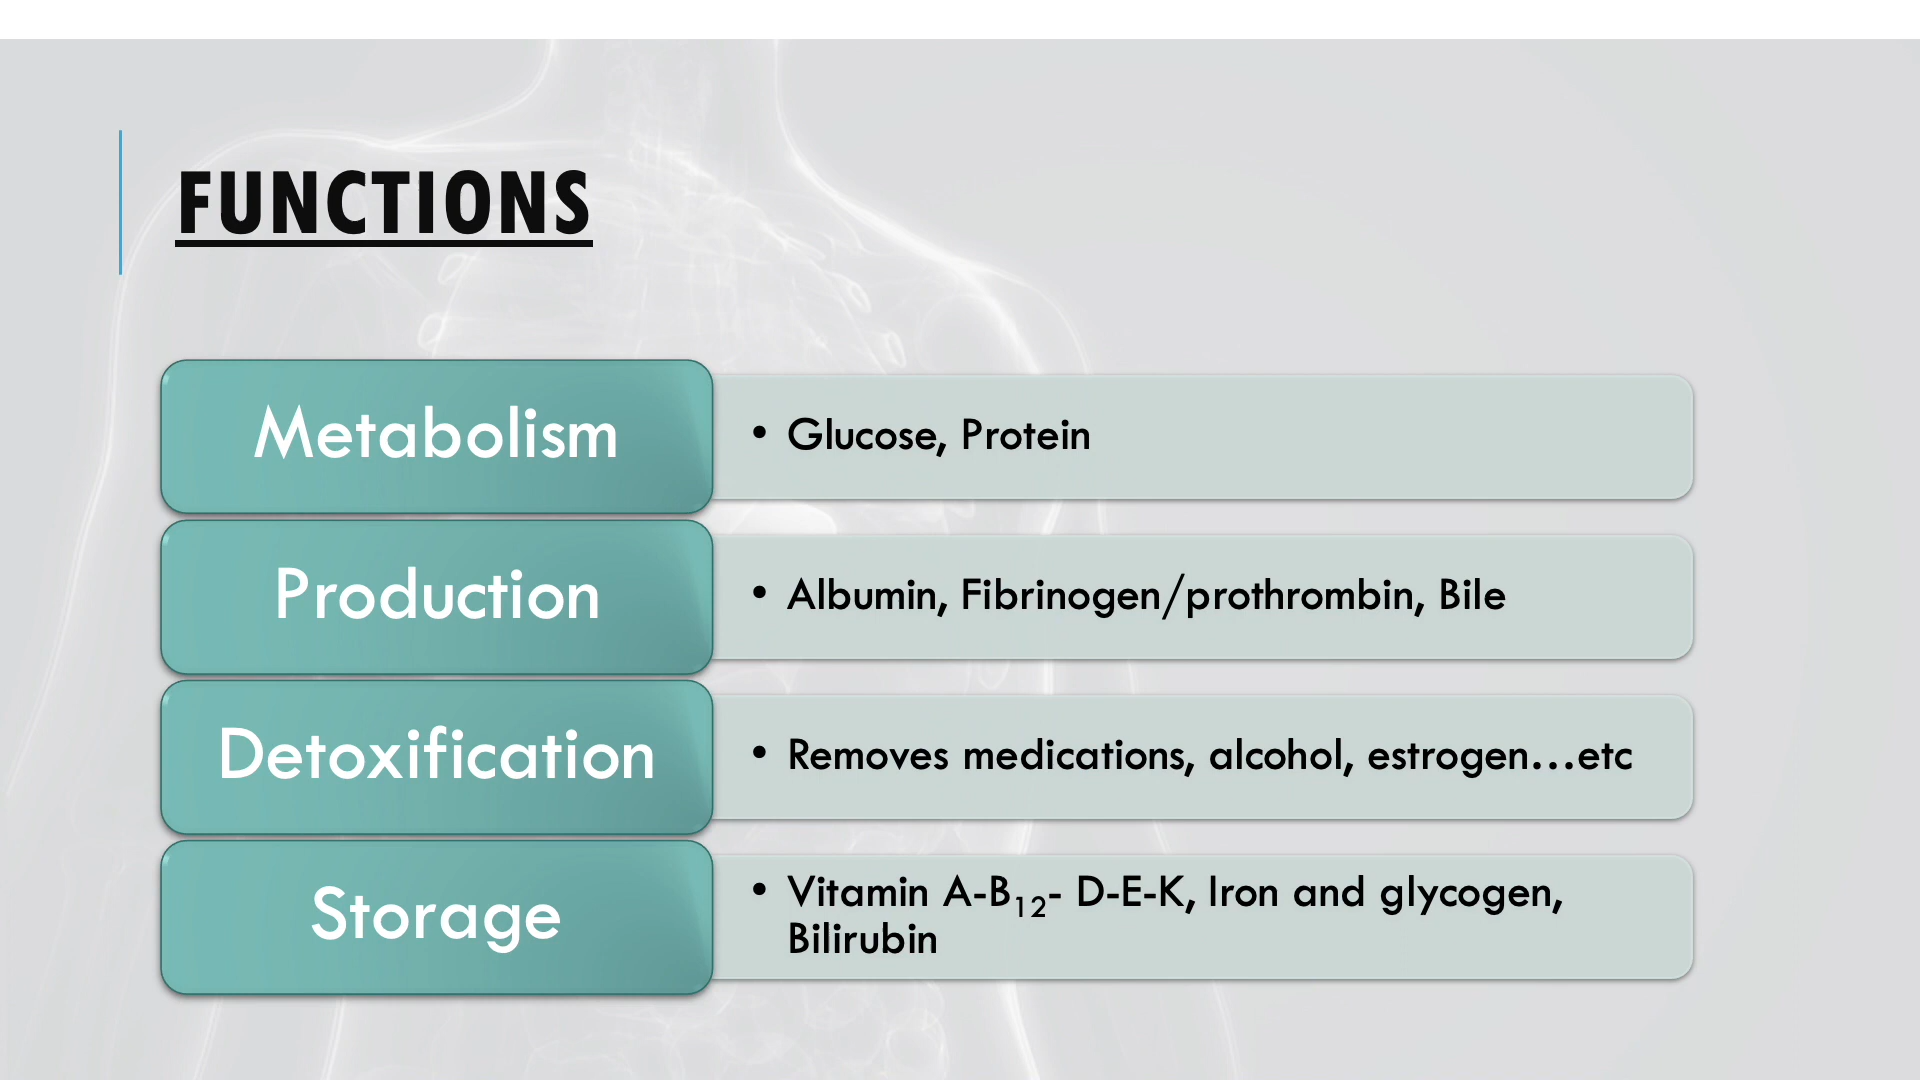 FUNCTIONS
Metabolism
• Glucose, Protein
Production
• Albumin, Fibrinogen/prothrombin, Bile
Detoxification
• Removes medications, alcohol, estrogen...etc
Storage
• Vitamin A-B₁₂- D-E-K, Iron and glycogen,
Bilirubin